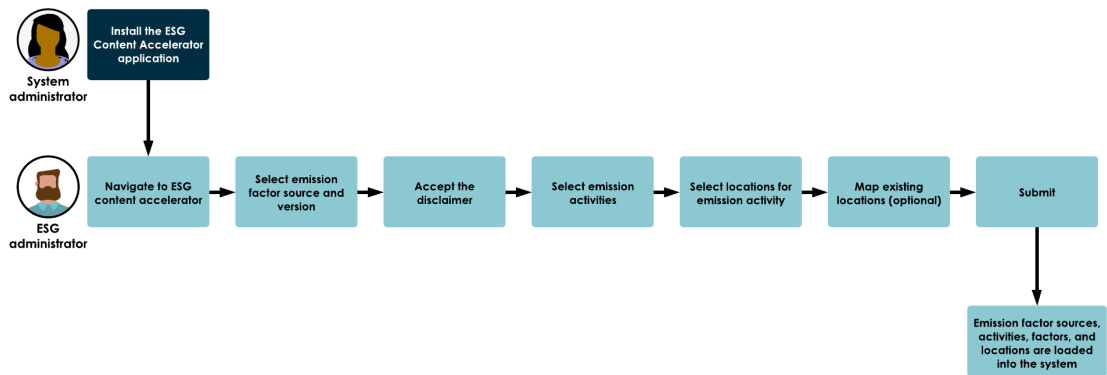 Install the ESG
Content Accelerator
application
System
administrator
Navigate to ESG
content accelerator
Select emission
factor source and
version
Accept the
disclaimer
Select emission
activities
Select locations for
emission activity
Map existing
locations (optional)
Submit
ESG
administrator
Emission factor sources,
activities, factors, and
locations are loaded
into the system